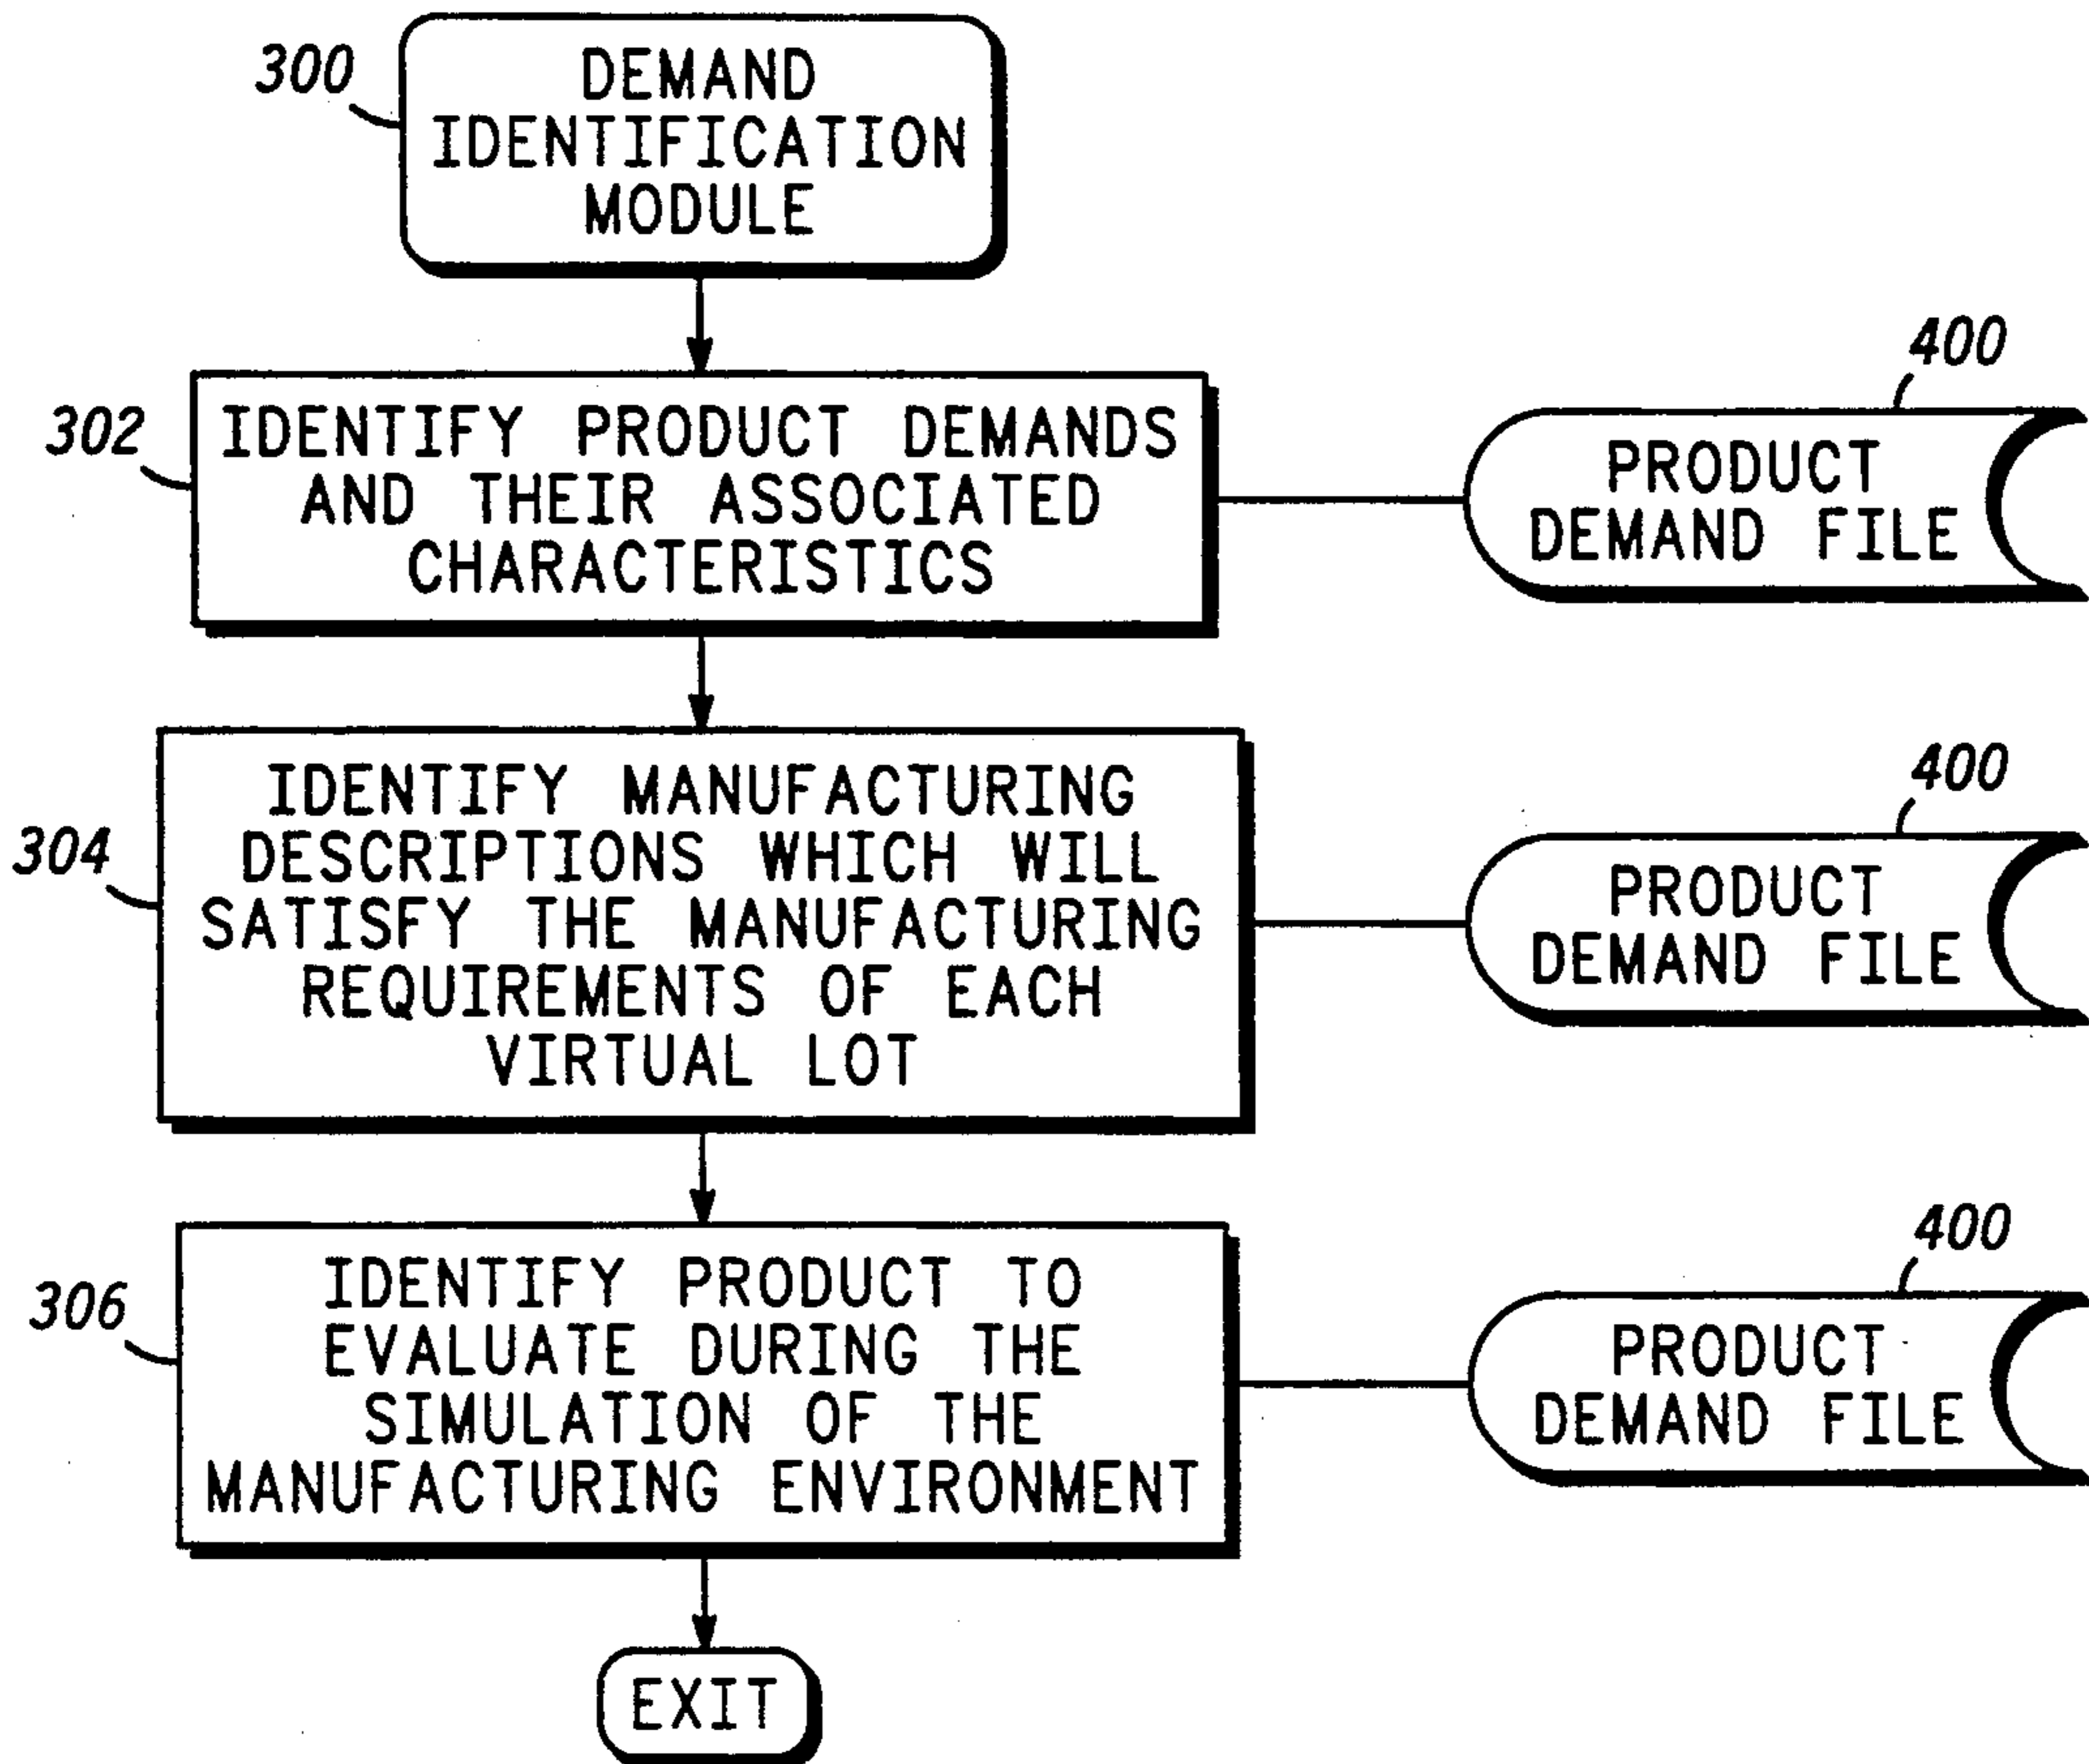 300
DEMAND
IDENTIFICATION
MODULE
302
IDENTIFY PRODUCT DEMANDS
AND THEIR ASSOCIATED
CHARACTERISTICS
400
PRODUCT
DEMAND FILE
304
IDENTIFY MANUFACTURING
DESCRIPTIONS WHICH WILL
SATISFY THE MANUFACTURING
REQUIREMENTS OF EACH
VIRTUAL LOT
400
PRODUCT
DEMAND FILE
306
IDENTIFY PRODUCT TO
EVALUATE DURING THE
SIMULATION OF THE
MANUFACTURING ENVIRONMENT
400
PRODUCT
DEMAND FILE
EXIT